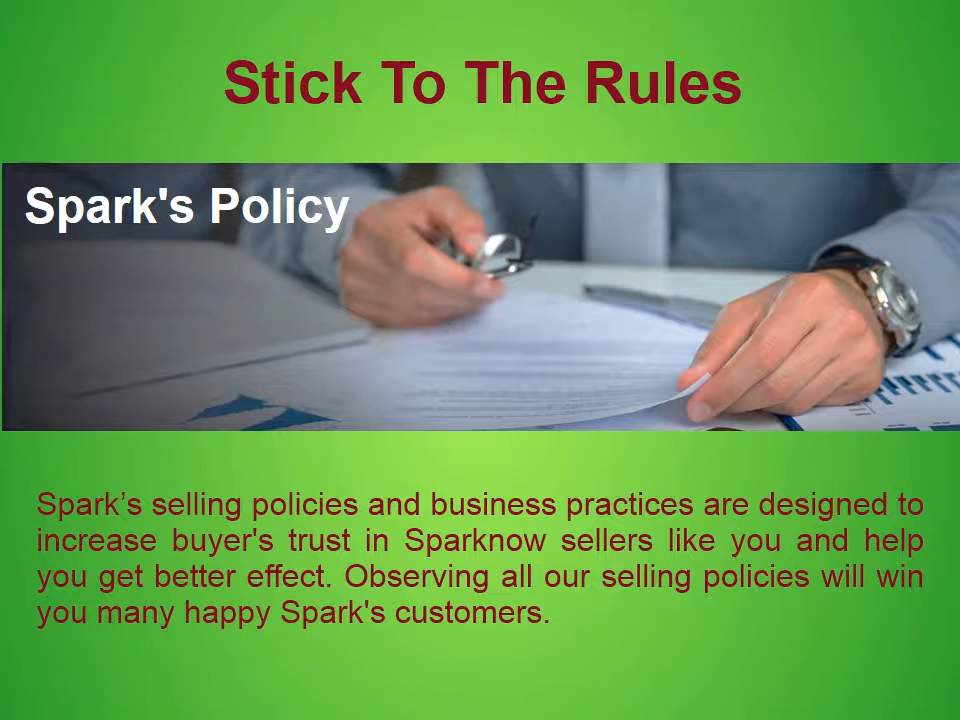 Stick To The Rules
Spark's Policy
Spark’s selling policies and business practices are designed to
increase buyer's trust in Sparknow sellers like you and help
you get better effect. Observing all our selling policies will win
you many happy Spark's customers.